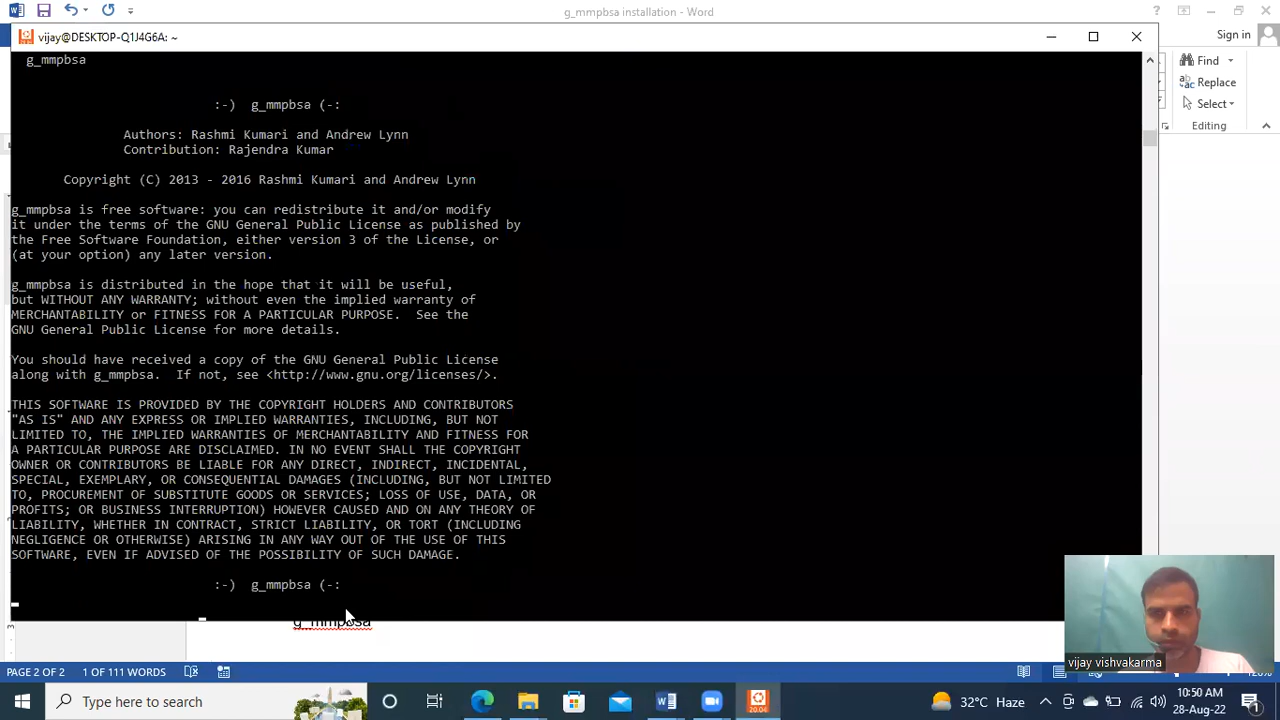 g_mmpbsa installation - Word
Sign in
vijay@DESKTOP-Q1J4G6A: ~
Find
Replace
Select
Editing
g_mmpbsa
:-)  g_mmpbsa (-:
Authors: Rashmi Kumari and Andrew Lynn
Contribution: Rajendra Kumar
Copyright (C) 2013 - 2016 Rashmi Kumari and Andrew Lynn
g_mmpbsa is free software: you can redistribute it and/or modify
it under the terms of the GNU General Public License as published by
the Free Software Foundation, either version 3 of the License, or
(at your option) any later version.
g_mmpbsa is distributed in the hope that it will be useful,
but WITHOUT ANY WARRANTY; without even the implied warranty of
MERCHANTABILITY or FITNESS FOR A PARTICULAR PURPOSE.  See the
GNU General Public License for more details.
You should have received a copy of the GNU General Public License
along with g_mmpbsa.  If not, see <http://www.gnu.org/licenses/>.
THIS SOFTWARE IS PROVIDED BY THE COPYRIGHT HOLDERS AND CONTRIBUTORS
"AS IS" AND ANY EXPRESS OR IMPLIED WARRANTIES, INCLUDING, BUT NOT
LIMITED TO, THE IMPLIED WARRANTIES OF MERCHANTABILITY AND FITNESS FOR
A PARTICULAR PURPOSE ARE DISCLAIMED. IN NO EVENT SHALL THE COPYRIGHT
OWNER OR CONTRIBUTORS BE LIABLE FOR ANY DIRECT, INDIRECT, INCIDENTAL,
SPECIAL, EXEMPLARY, OR CONSEQUENTIAL DAMAGES (INCLUDING, BUT NOT LIMITED
TO, PROCUREMENT OF SUBSTITUTE GOODS OR SERVICES; LOSS OF USE, DATA, OR
PROFITS; OR BUSINESS INTERRUPTION) HOWEVER CAUSED AND ON ANY THEORY OF
LIABILITY, WHETHER IN CONTRACT, STRICT LIABILITY, OR TORT (INCLUDING
NEGLIGENCE OR OTHERWISE) ARISING IN ANY WAY OUT OF THE USE OF THIS
SOFTWARE, EVEN IF ADVISED OF THE POSSIBILITY OF SUCH DAMAGE.
:-)  g_mmpbsa (-:
g_mmpbsa
vijay vishvakarma
PAGE 2 OF 2
1 OF 111 WORDS
Type here to search
20.04
32°C Haze
10:50 AM
28-Aug-22